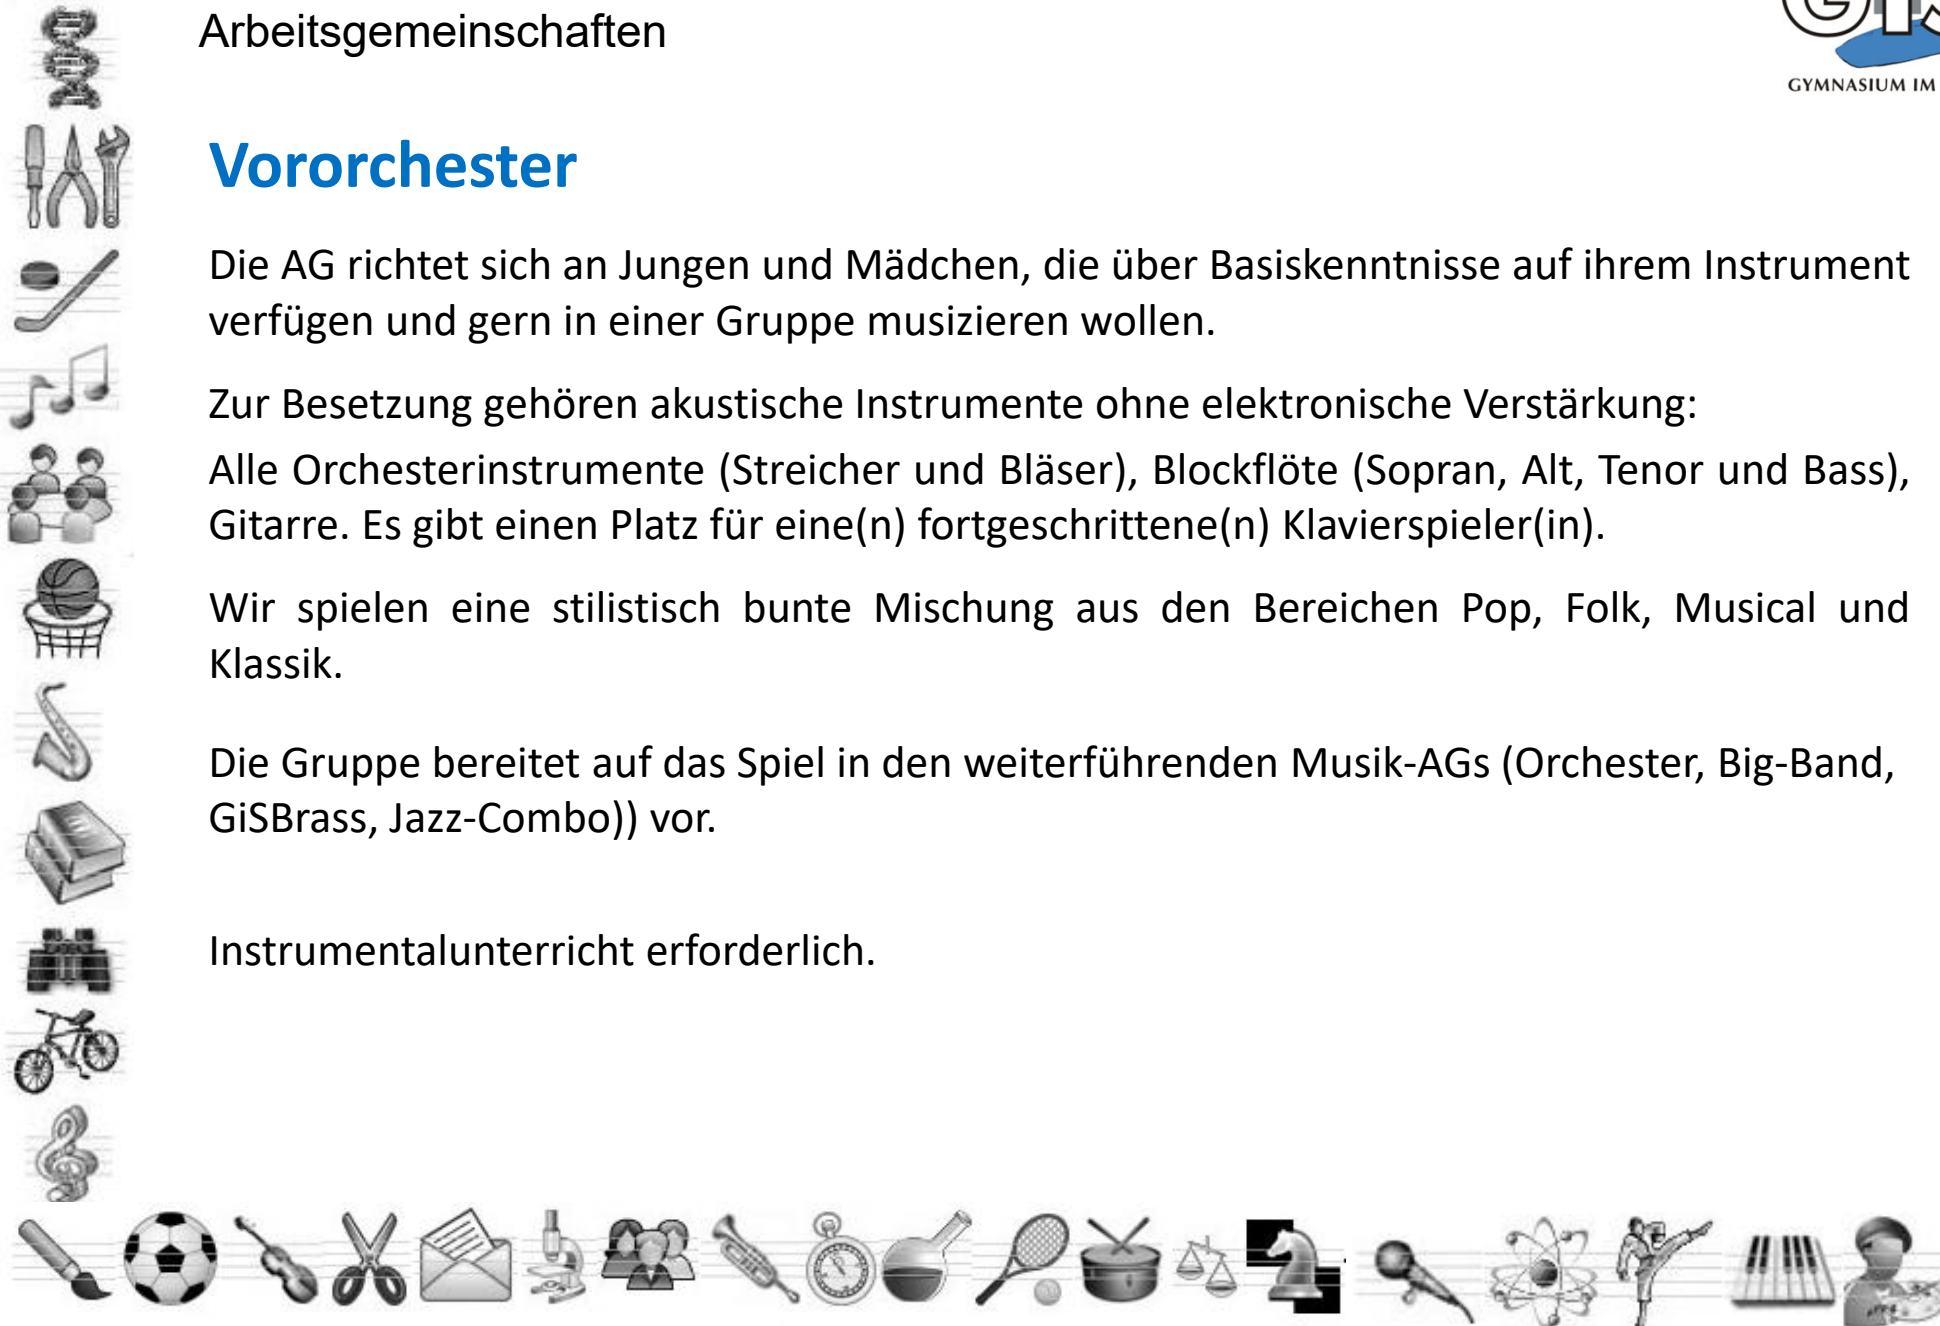 Arbeitsgemeinschaften
GYMNASIUM IM
Vororchester
Die AG richtet sich an Jungen und Mädchen, die über Basiskenntnisse auf ihrem Instrument
verfügen und gern in einer Gruppe musizieren wollen.
Zur Besetzung gehören akustische Instrumente ohne elektronische Verstärkung:
Alle Orchesterinstrumente (Streicher und Bläser), Blockflöte (Sopran, Alt, Tenor und Bass),
Gitarre. Es gibt einen Platz für eine(n) fortgeschrittene(n) Klavierspieler(in).
Wir spielen eine stilistisch bunte Mischung aus den Bereichen Pop, Folk, Musical und
Klassik.
Die Gruppe bereitet auf das Spiel in den weiterführenden Musik-AGs (Orchester, Big-Band,
GiSBrass, Jazz-Combo)) vor.
Instrumentalunterricht erforderlich.